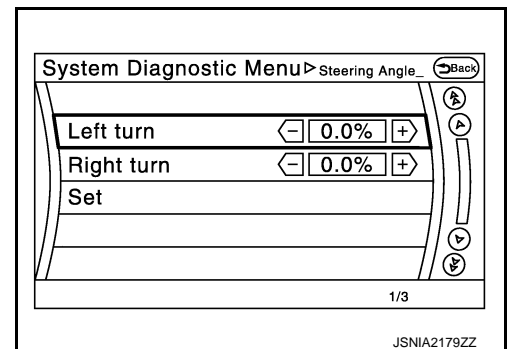 System Diagnostic Menu▷Steering Angle_ Back
Left turn - 0.0% +
Right turn - 0.0% +
Set
1/3
JSNIA2179ZZ